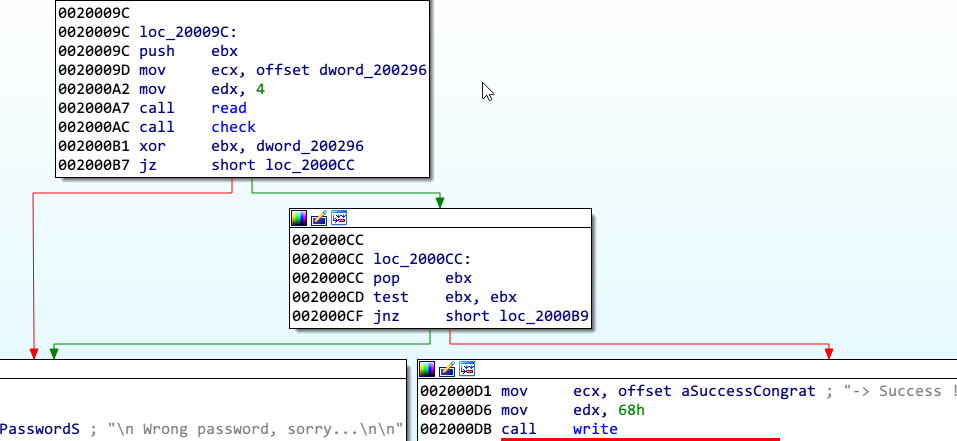 0020009C
0020009C loc_20009C:
0020009C push    ebx
0020009D mov     ecx, offset dword_200296
002000A2 mov     edx, 4
002000A7 call    read
002000AC call    check
002000B1 xor     ebx, dword_200296
002000B7 jz      short loc_2000CC
002000CC
002000CC loc_2000CC:
002000CC pop     ebx
002000CD test    ebx, ebx
002000CF jnz     short loc_2000B9
PasswordS ; "\n Wrong password, sorry...\n\n"
002000D1 mov     ecx, offset aSuccessCongrat ; "-> Success !
002000D6 mov     edx, 68h
002000DB call    write